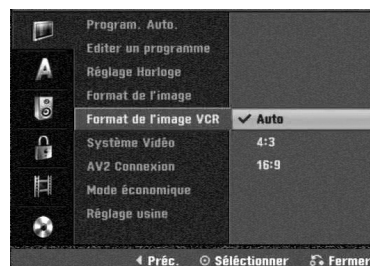 Program. Auto.
Editer un programme
Réglage Horloge
Format de l'image
Format de l'image VCR ✔ Auto
Système Vidéo 4:3
AV2 Connexion 16:9
Mode économique
Réglage usine
Préc. Séléctionner Fermer